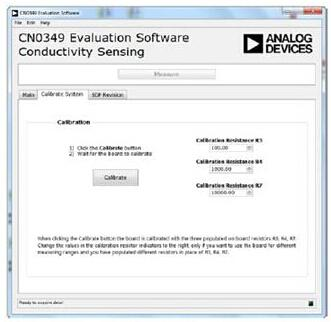 CN0349 Evaluation Software
File Edit Help
CN0349 Evaluation Software
Conductivity Sensing
ANALOG
DEVICES
Measure
Main Calibrate System SDP Revision
Calibration
1) Click the Calibrate button
2) Wait for the board to calibrate
Calibrate
Calibration Resistance R3
100.00
Calibration Resistance R4
1000.00
Calibration Resistance R7
10000.00
When clicking the Calibrate button the board is calibrated with the three populated on board resistors R3, R4, R7.
Change the values in the calibration resistor indicators to the right, only if you want to use the board for different
measuring ranges and you have populated different resistors in place of R3, R4, R7.
Ready to acquire data!